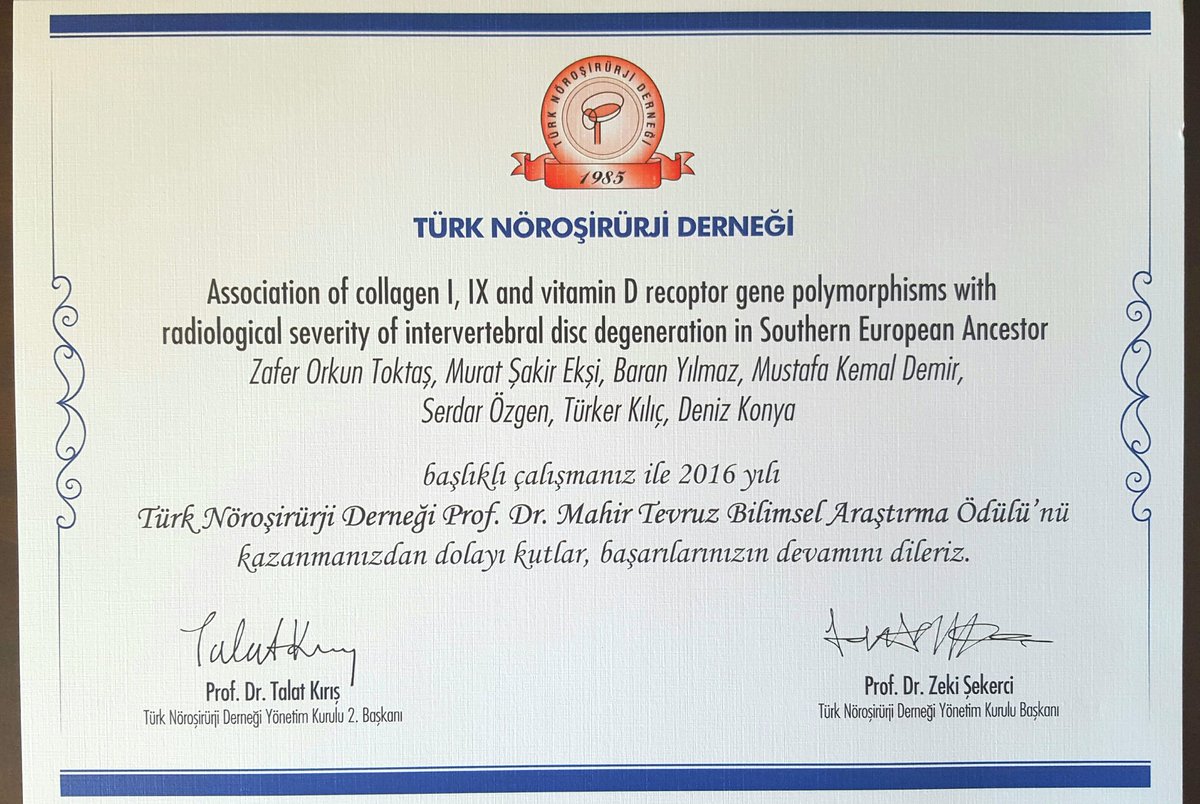 TÜRK NÖROŞİRÜRJİ DERNEĞİ
1985
TÜRK NÖROŞİRÜRJİ DERNEĞİ
Association of collagen I, IX and vitamin D recoptor gene polymorphisms with
radiological severity of intervertebral disc degeneration in Southern European Ancestor
Zafer Orkun Toktaş, Murat Şakir Ekşi, Baran Yılmaz, Mustafa Kemal Demir,
Serdar Özgen, Türker Kılıç, Deniz Konya
başlıklı çalışmanız ile 2016 yılı
Türk Nöroşirürji Derneği Prof. Dr. Mahir Tevruz Bilimsel Araştırma Ödülü'nü
kazanmanızdan dolayı kutlar, başarılarınızın devamını dileriz.
Talat Kırış
Prof. Dr. Talat Kırış
Türk Nöroşirürji Derneği Yönetim Kurulu 2. Başkanı
Prof. Dr. Zeki Şekerci
Türk Nöroşirürji Derneği Yönetim Kurulu Başkanı